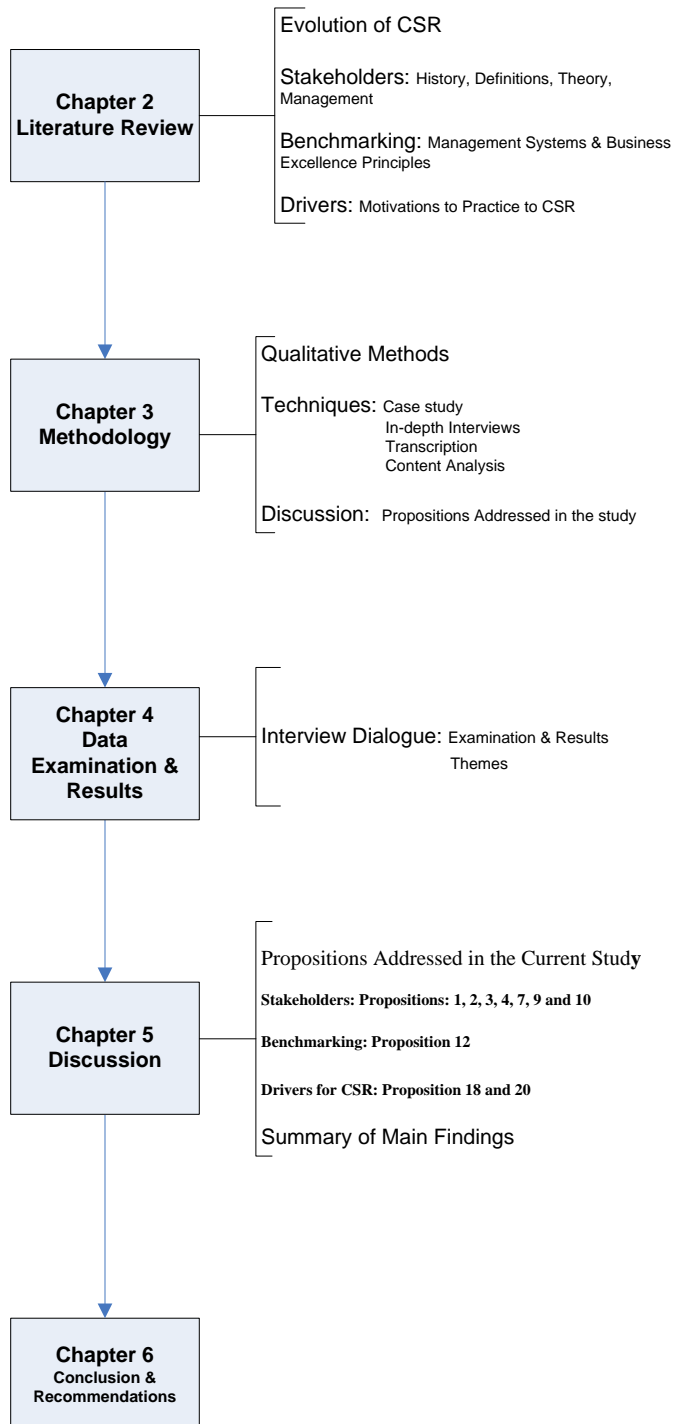 Chapter 2
Literature Review
Evolution of CSR
Stakeholders: History, Definitions, Theory,
Management
Benchmarking: Management Systems & Business
Excellence Principles
Drivers: Motivations to Practice to CSR
Chapter 3
Methodology
Qualitative Methods
Techniques: Case study
In-depth Interviews
Transcription
Content Analysis
Discussion: Propositions Addressed in the study
Chapter 4
Data
Examination &
Results
Interview Dialogue: Examination & Results
Themes
Chapter 5
Discussion
Propositions Addressed in the Current Study
Stakeholders: Propositions: 1, 2, 3, 4, 7, 9 and 10
Benchmarking: Proposition 12
Drivers for CSR: Proposition 18 and 20
Summary of Main Findings
Chapter 6
Conclusion &
Recommendations